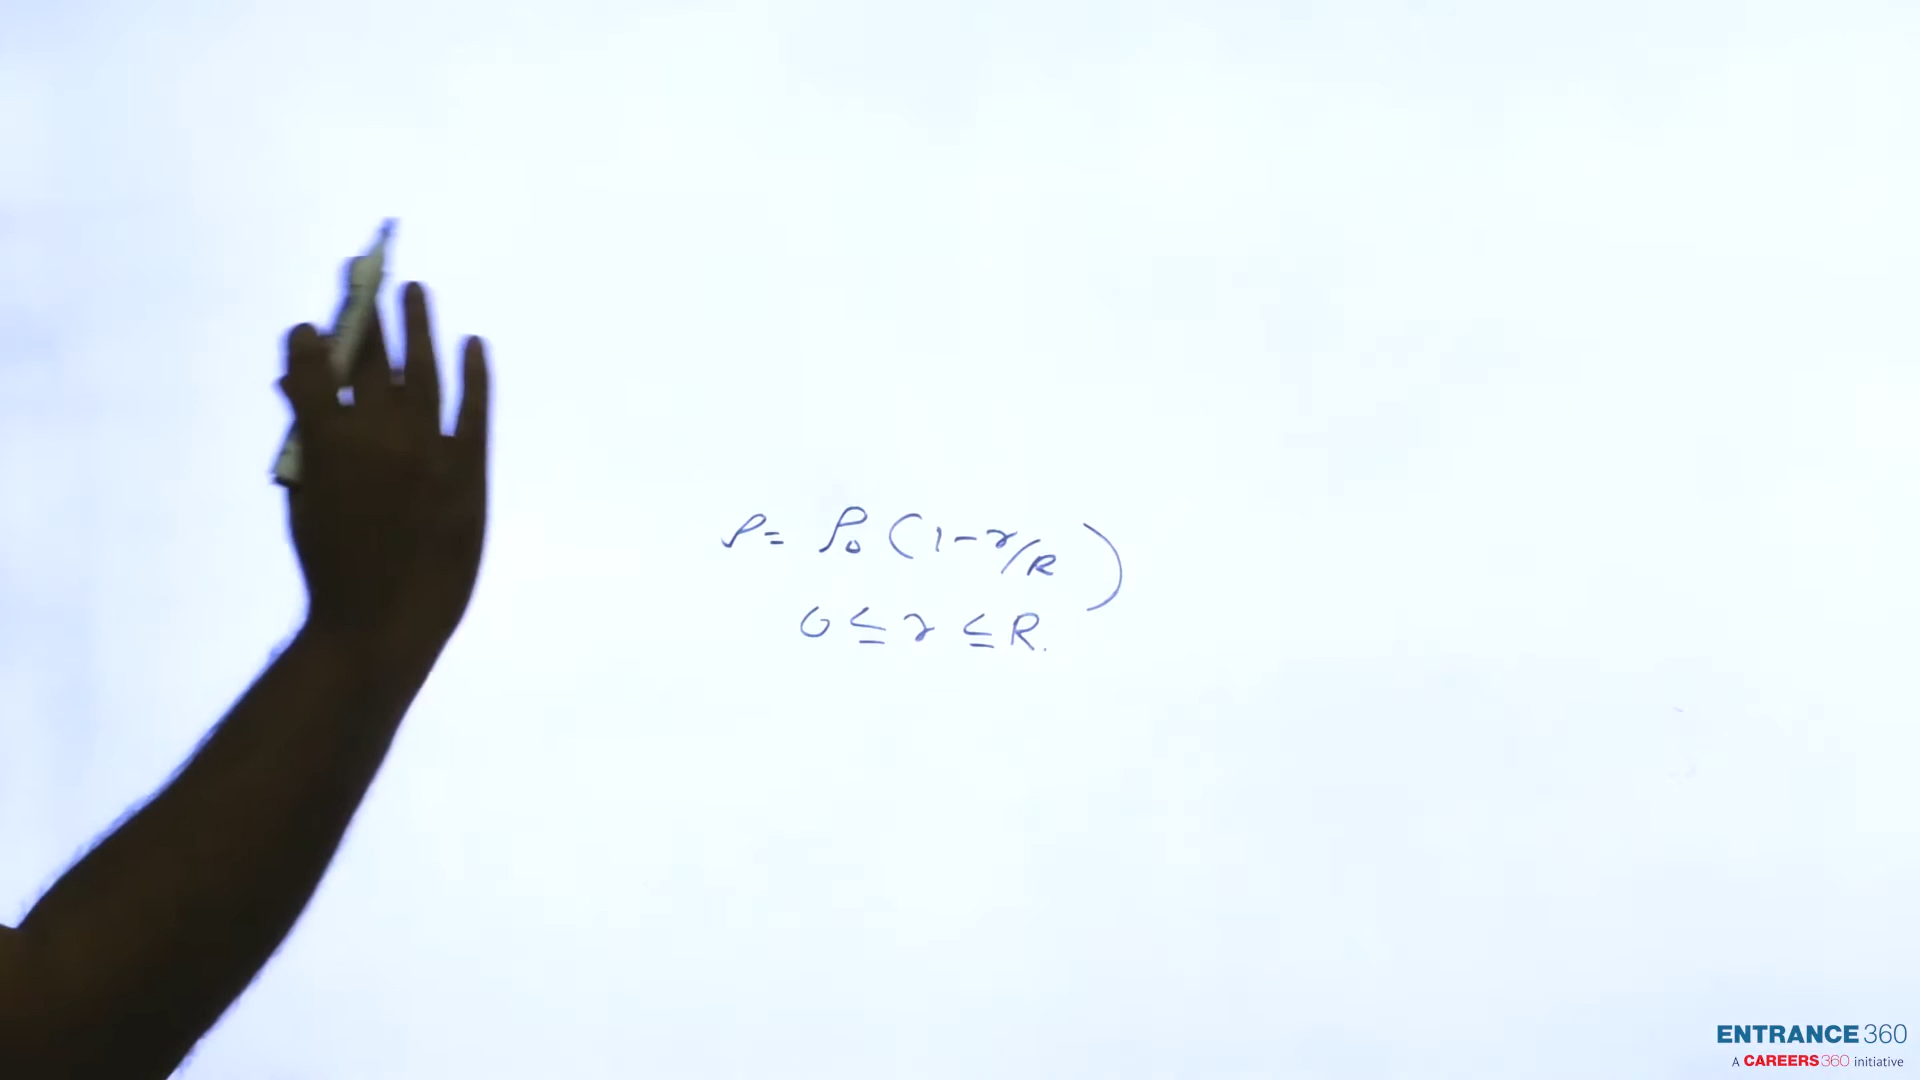 ρ = ρ₀ (1 - r/R)
0 ≤ r ≤ R.
ENTRANCE 360
A CAREERS360 initiative